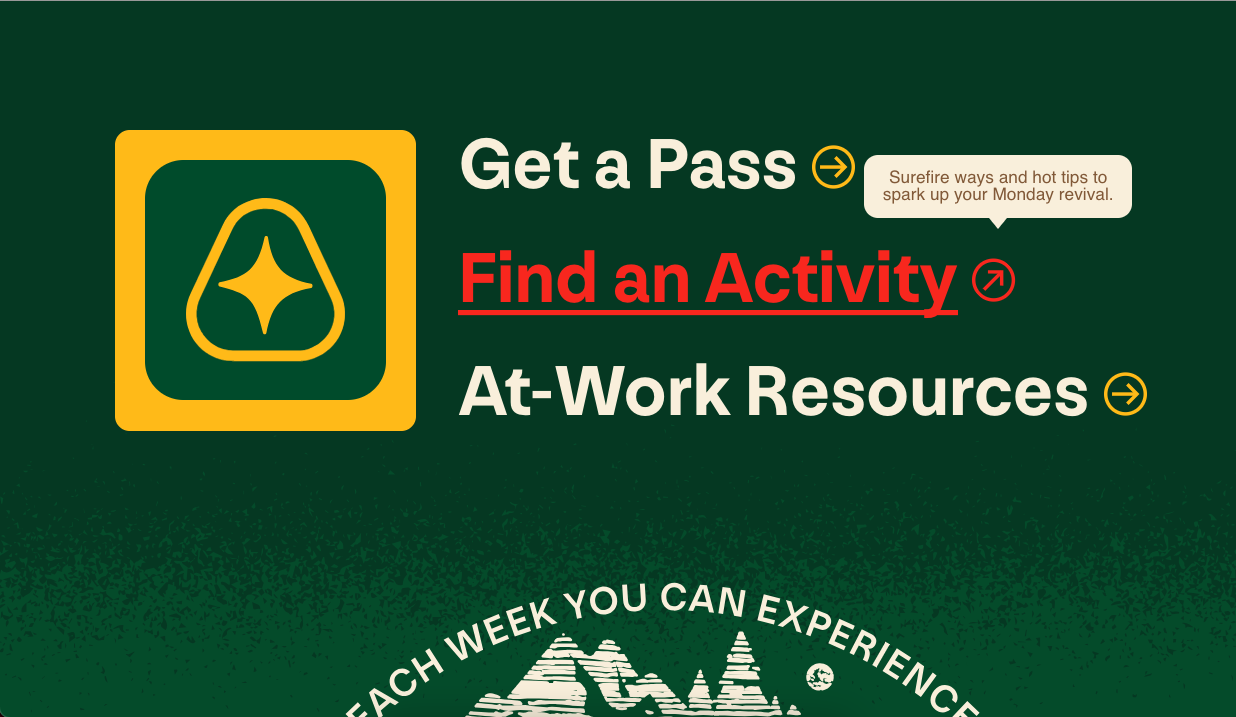 Get a Pass
Surefire ways and hot tips to
spark up your Monday revival.
Find an Activity
At-Work Resources
EACH WEEK YOU CAN EXPERIENCE